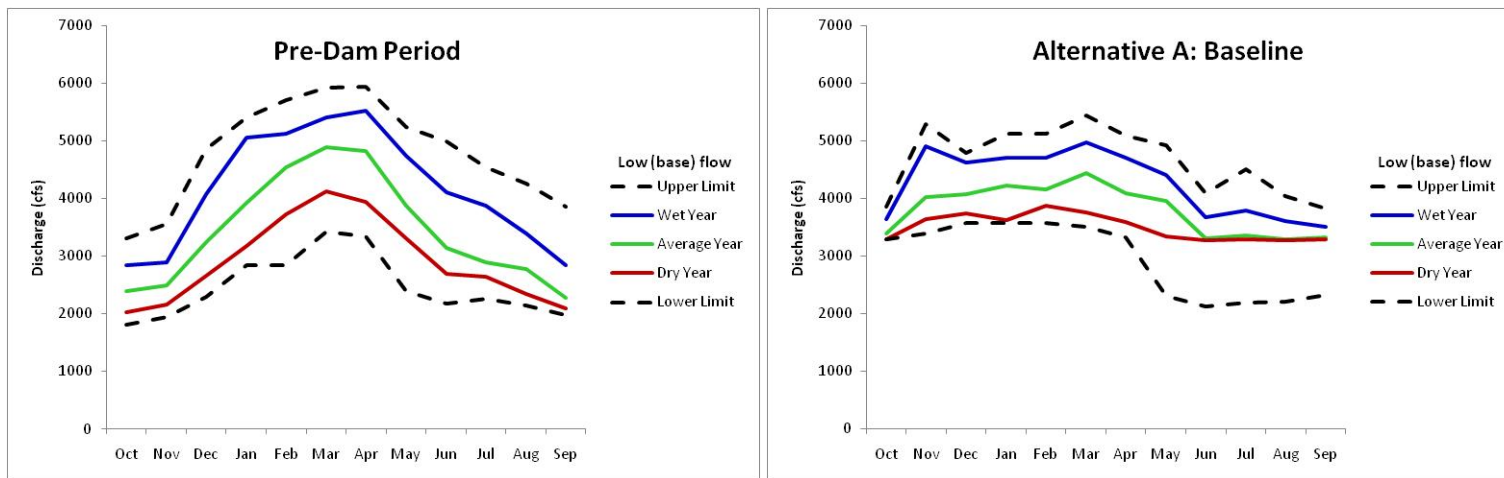 Pre-Dam Period
7000
6000
5000
4000
3000
2000
1000
0
Discharge (cfs)
Oct Nov Dec Jan Feb Mar Apr May Jun Jul Aug Sep
Low (base) flow
Upper Limit
Wet Year
Average Year
Dry Year
Lower Limit
Alternative A: Baseline
7000
6000
5000
4000
3000
2000
1000
0
Discharge (cfs)
Oct Nov Dec Jan Feb Mar Apr May Jun Jul Aug Sep
Low (base) flow
Upper Limit
Wet Year
Average Year
Dry Year
Lower Limit